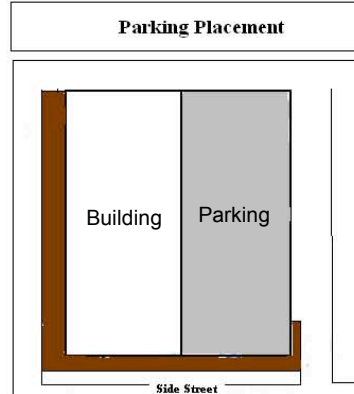 Parking Placement
Building
Parking
Side Street